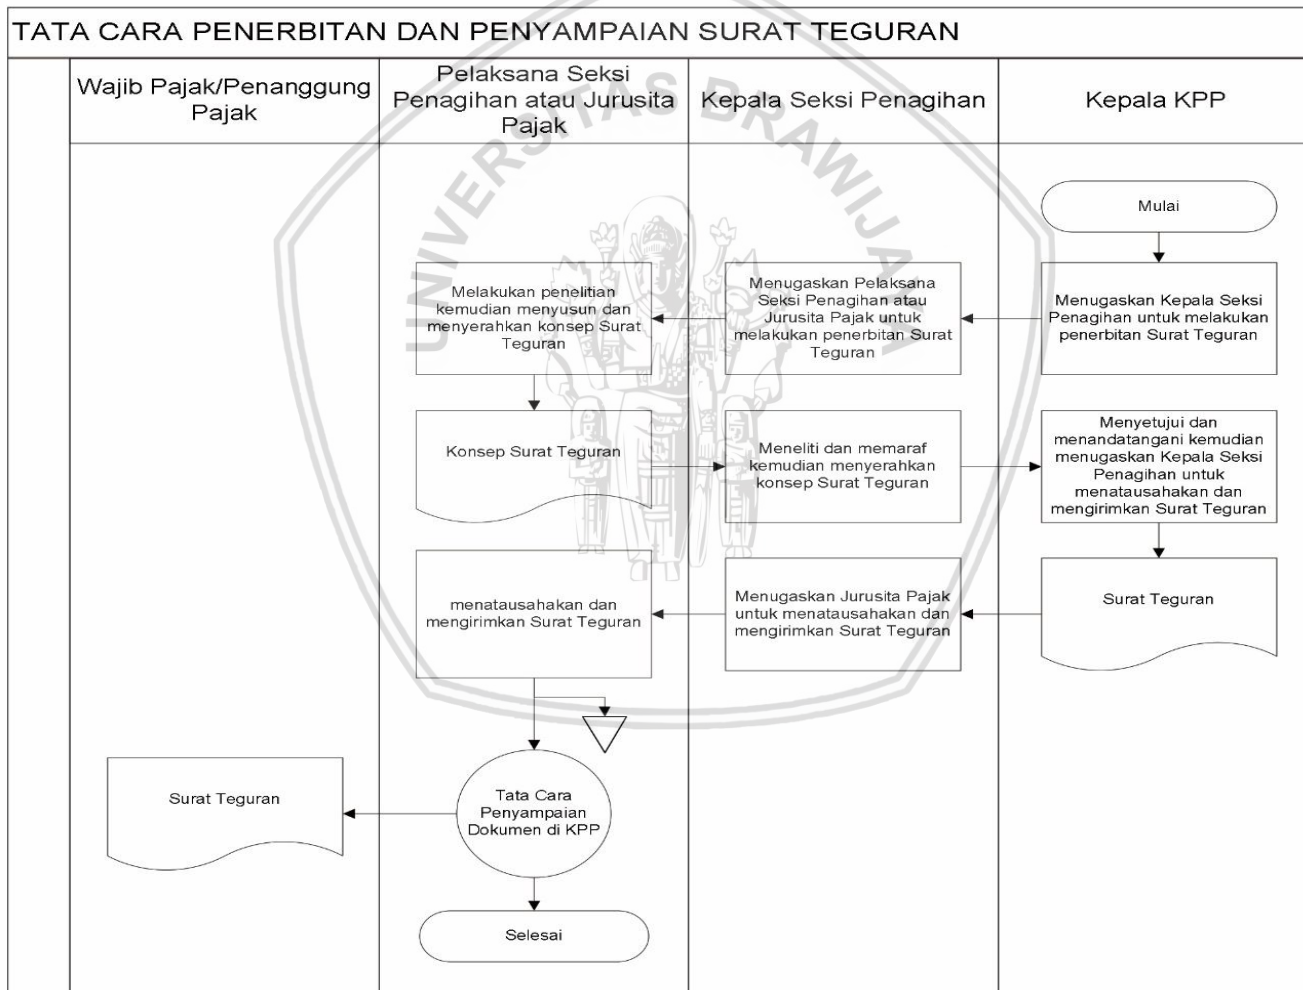 TATA CARA PENERBITAN DAN PENYAMPAIAN SURAT TEGURAN
Wajib Pajak/Penanggung
Pajak
Pelaksana Seksi
Penagihan atau Jurusita
Pajak
Kepala Seksi Penagihan
Kepala KPP
UNIVERSITAS BRAWIJAYA
Mulai
Menugaskan Kepala Seksi
Penagihan untuk melakukan
penerbitan Surat Teguran
Menugaskan Pelaksana
Seksi Penagihan atau
Jurusita Pajak untuk
melakukan penerbitan Surat
Teguran
Melakukan penelitian
kemudian menyusun dan
menyerahkan konsep Surat
Teguran
Konsep Surat Teguran
Meneliti dan memaraf
kemudian menyerahkan
konsep Surat Teguran
Menyetujui dan
menandatangani kemudian
menugaskan Kepala Seksi
Penagihan untuk
menatausahakan dan
mengirimkan Surat Teguran
Surat Teguran
Menugaskan Jurusita Pajak
untuk menatausahakan dan
mengirimkan Surat Teguran
menatausahakan dan
mengirimkan Surat Teguran
Tata Cara
Penyampaian
Dokumen di KPP
Surat Teguran
Selesai